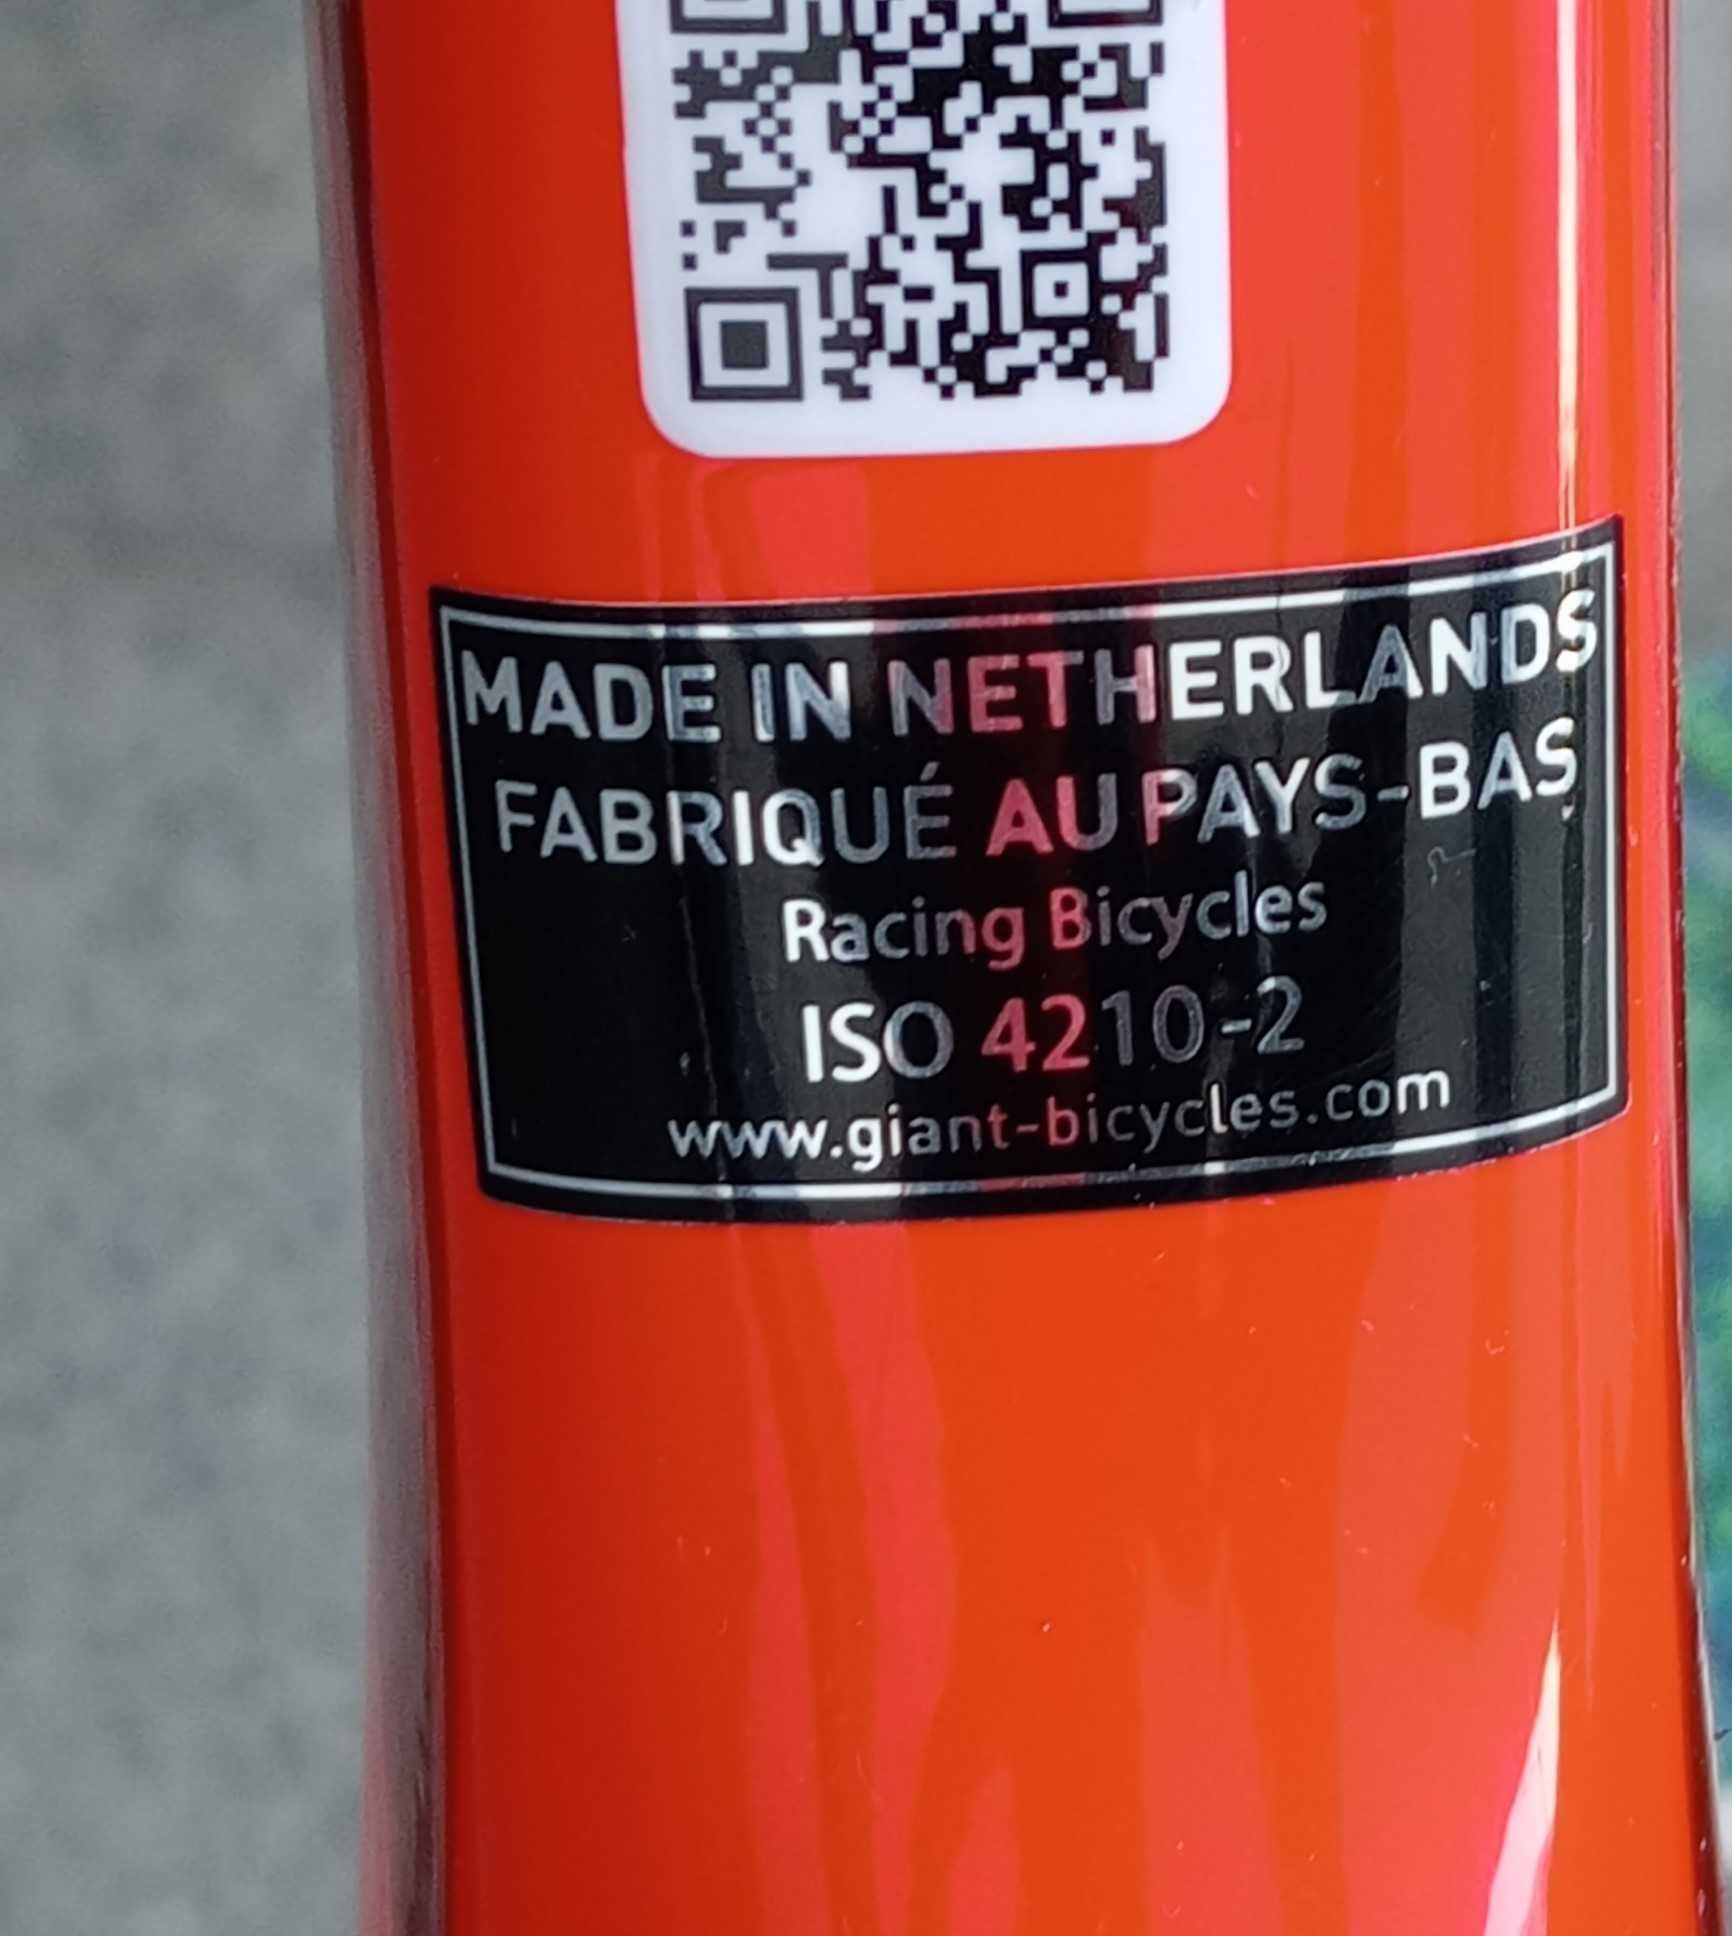 MADE IN NETHERLANDS
FABRIQUÉ AU PAYS-BAS
Racing Bicycles
ISO 4210-2
www.giant-bicycles.com